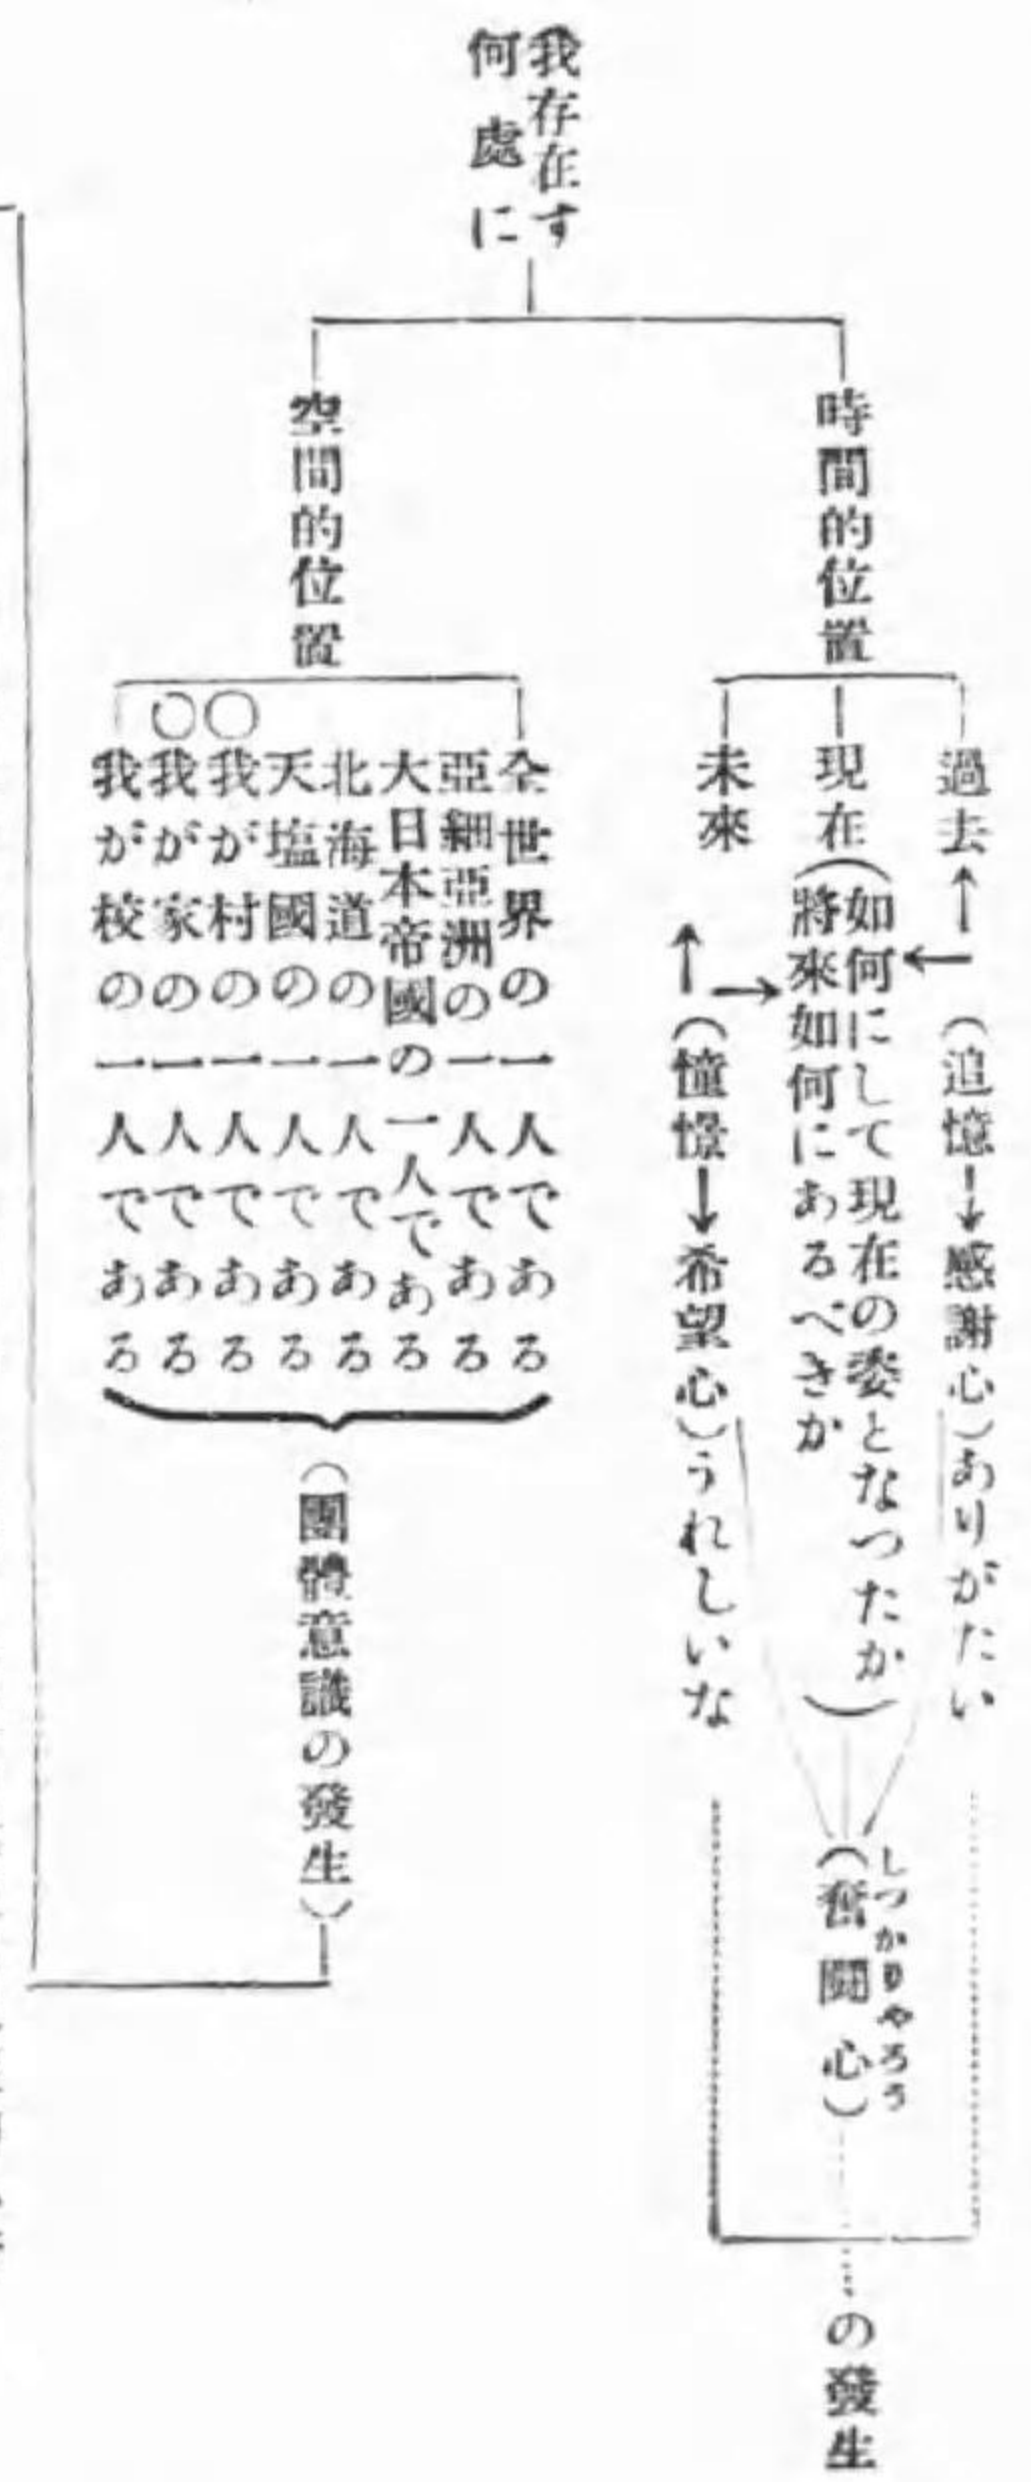 我存在す
何處に
時間的位置
過去
(追憶→感謝心)ありがたい
現在
(如何にして現在の姿となつたか
將來如何にあるべきか)
しつかりやろう
(奮鬪心)
未來
(憧憬→希望心)うれしいな
の發生
空間的位置
全世界の一人である
亞細亞洲の一人である
大日本帝國の一人である
北海道の一人である
天塩國の一人である
〇我が村の一人である
〇我が家の一人である
我が校の一人である
(團體意識の發生)